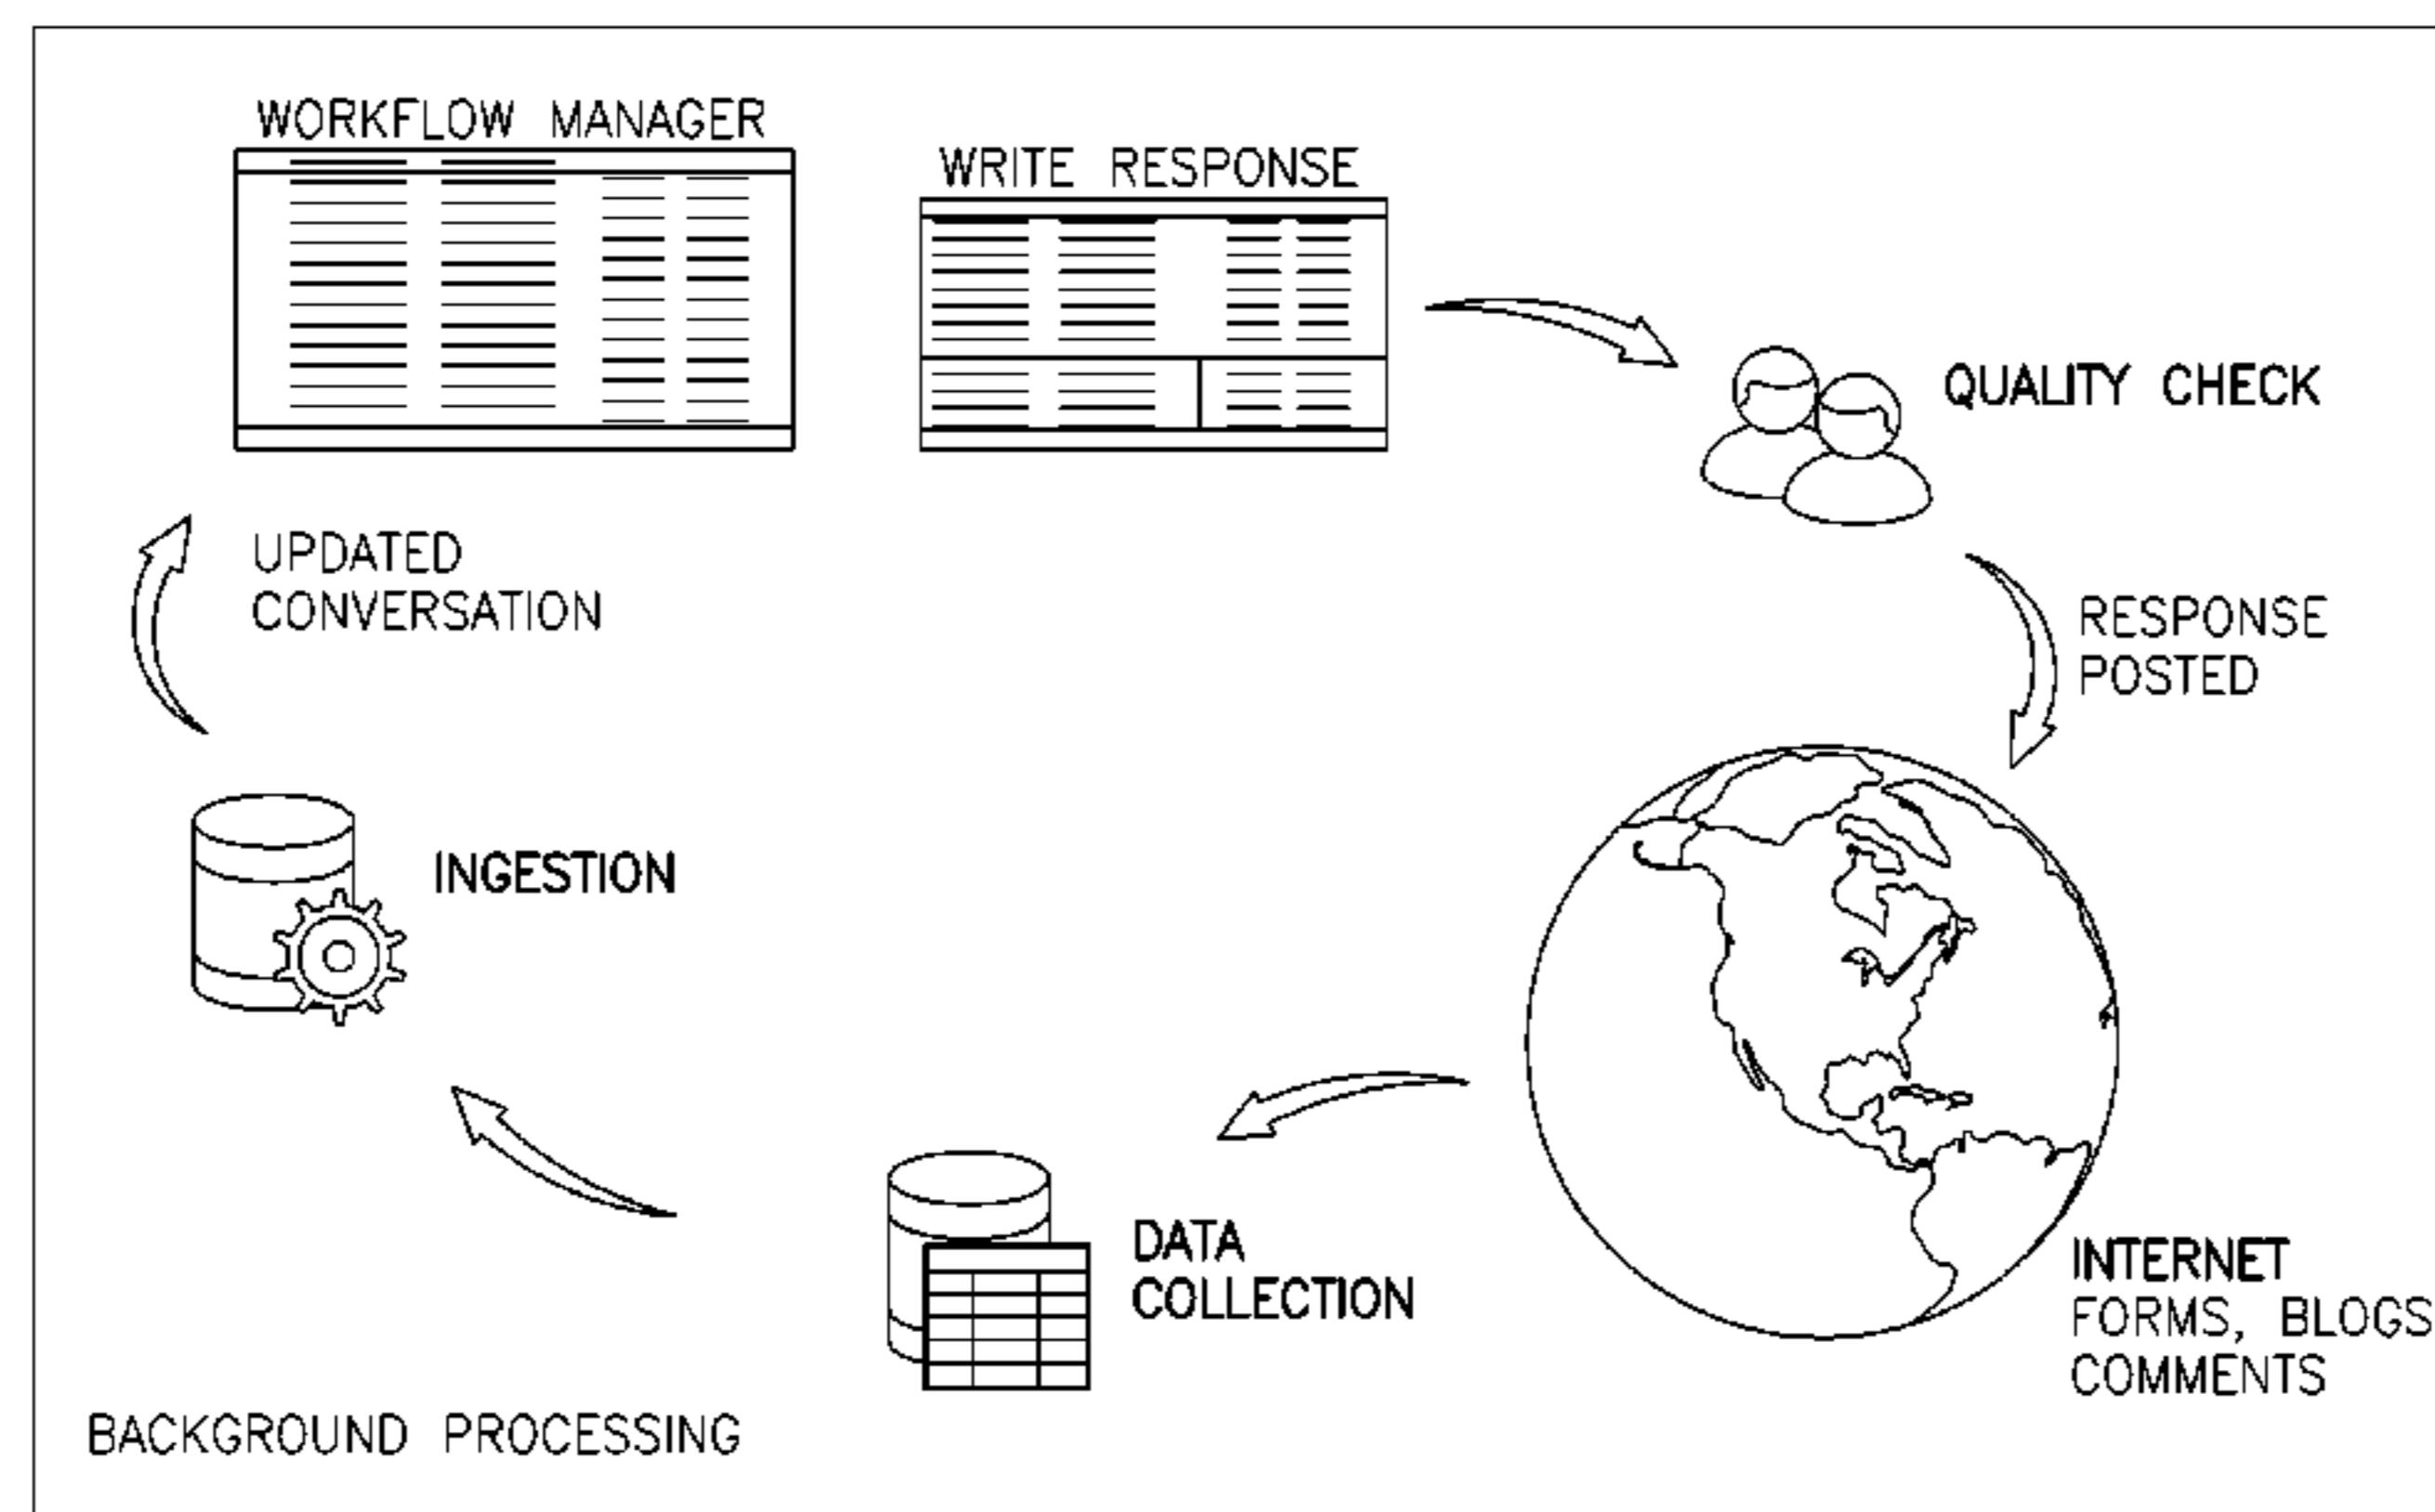 WORKFLOW MANAGER
WRITE RESPONSE
QUALITY CHECK
UPDATED
CONVERSATION
RESPONSE
POSTED
INGESTION
DATA
COLLECTION
INTERNET
FORMS, BLOGS
COMMENTS
BACKGROUND PROCESSING